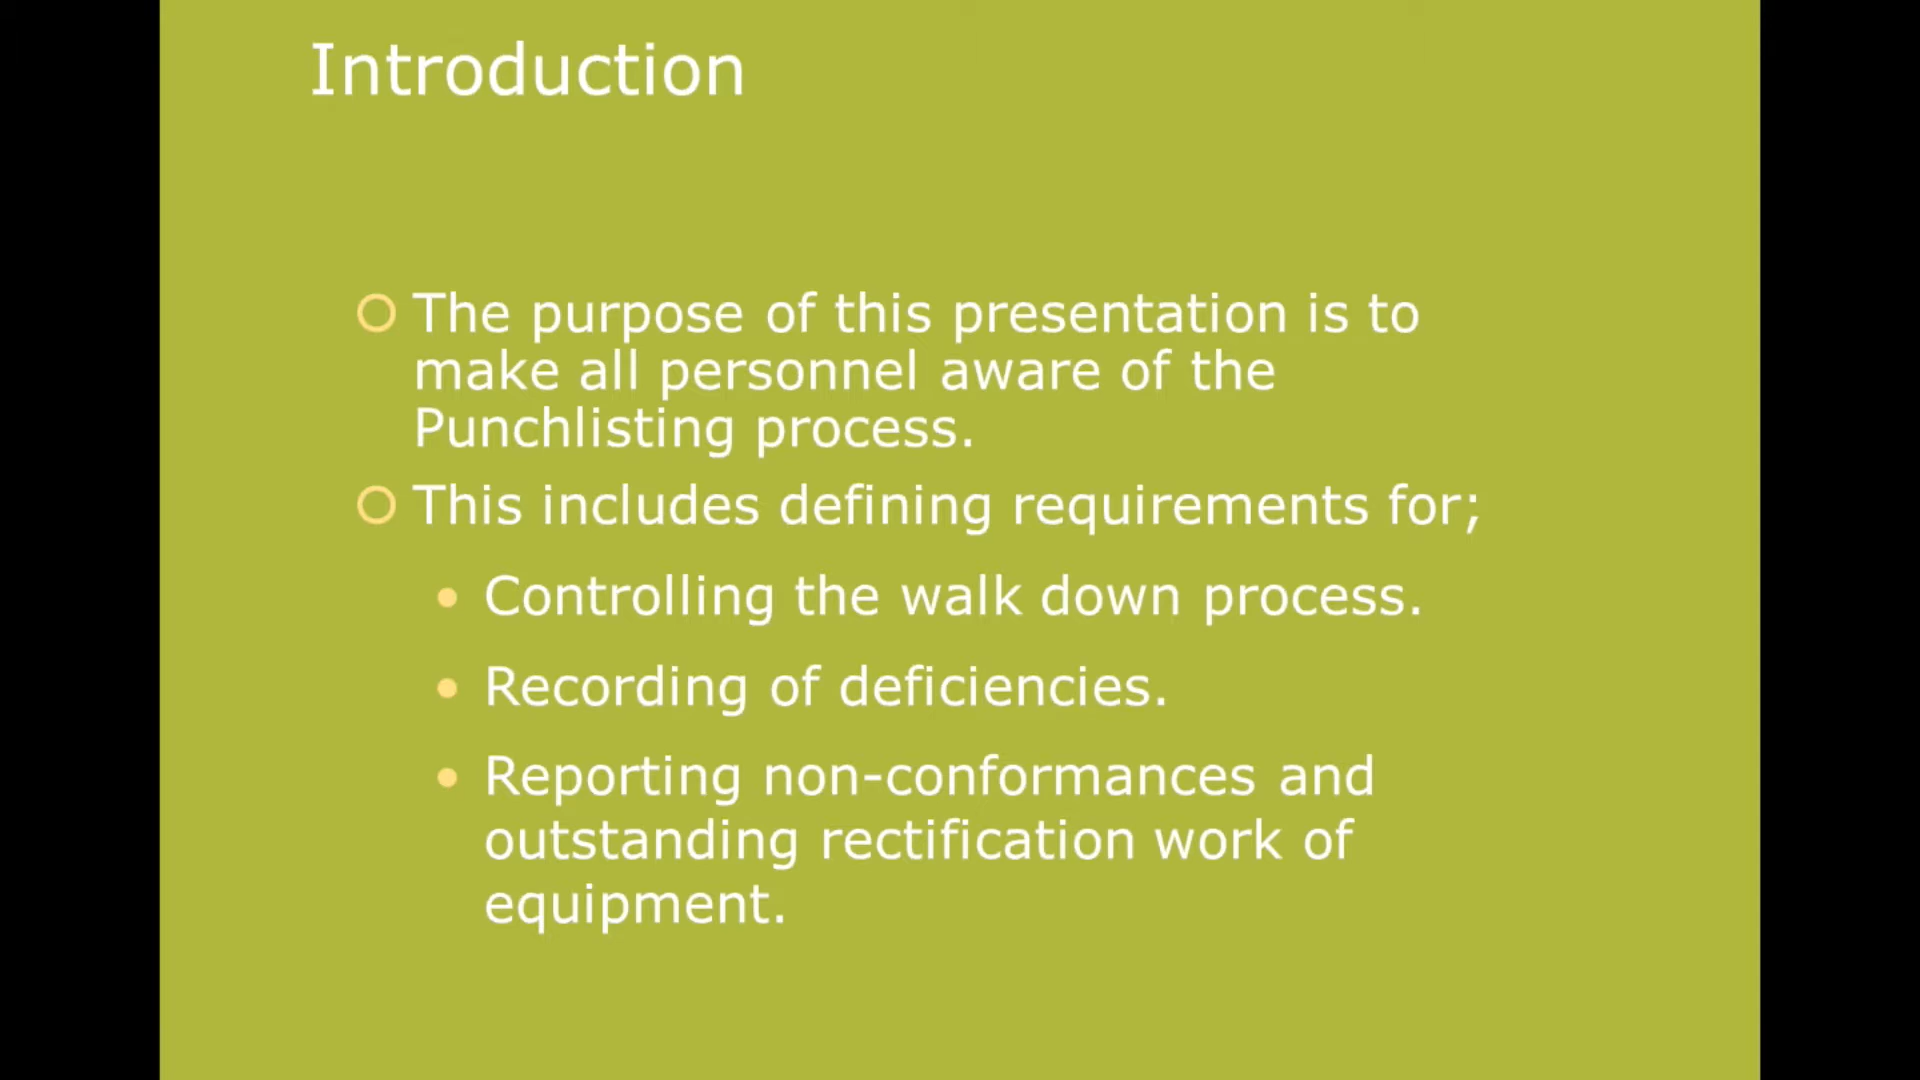 Introduction
The purpose of this presentation is to
make all personnel aware of the
Punchlisting process.
This includes defining requirements for;
Controlling the walk down process.
Recording of deficiencies.
Reporting non-conformances and
outstanding rectification work of
equipment.